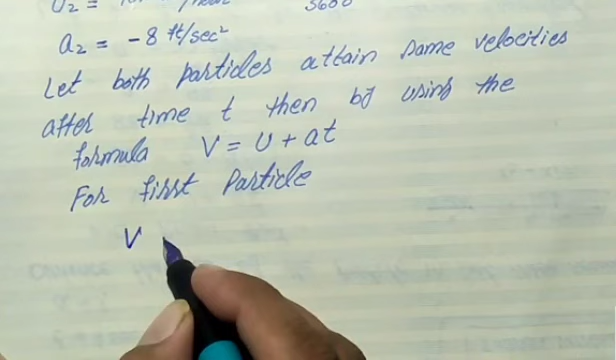 a₂ = -8 ft/sec²
Let both particles attain same velocities
after time t then by using the
formula V = U + at
For first Particle
V